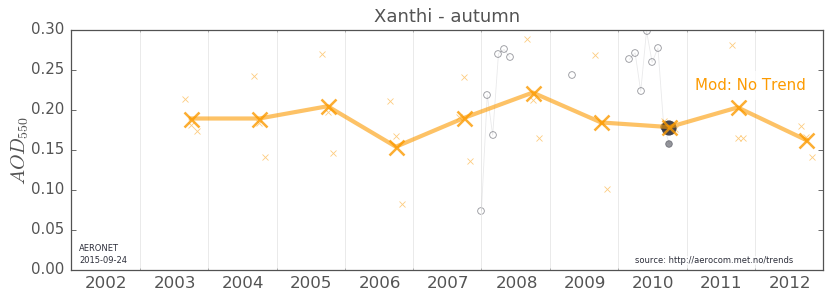 Xanthi - autumn
0.30
0.25
0.20
0.15
0.10
0.05
0.00
AOD550
Mod: No Trend
AERONET
2015-09-24
source: http://aerocom.met.no/trends
2002 2003 2004 2005 2006 2007 2008 2009 2010 2011 2012